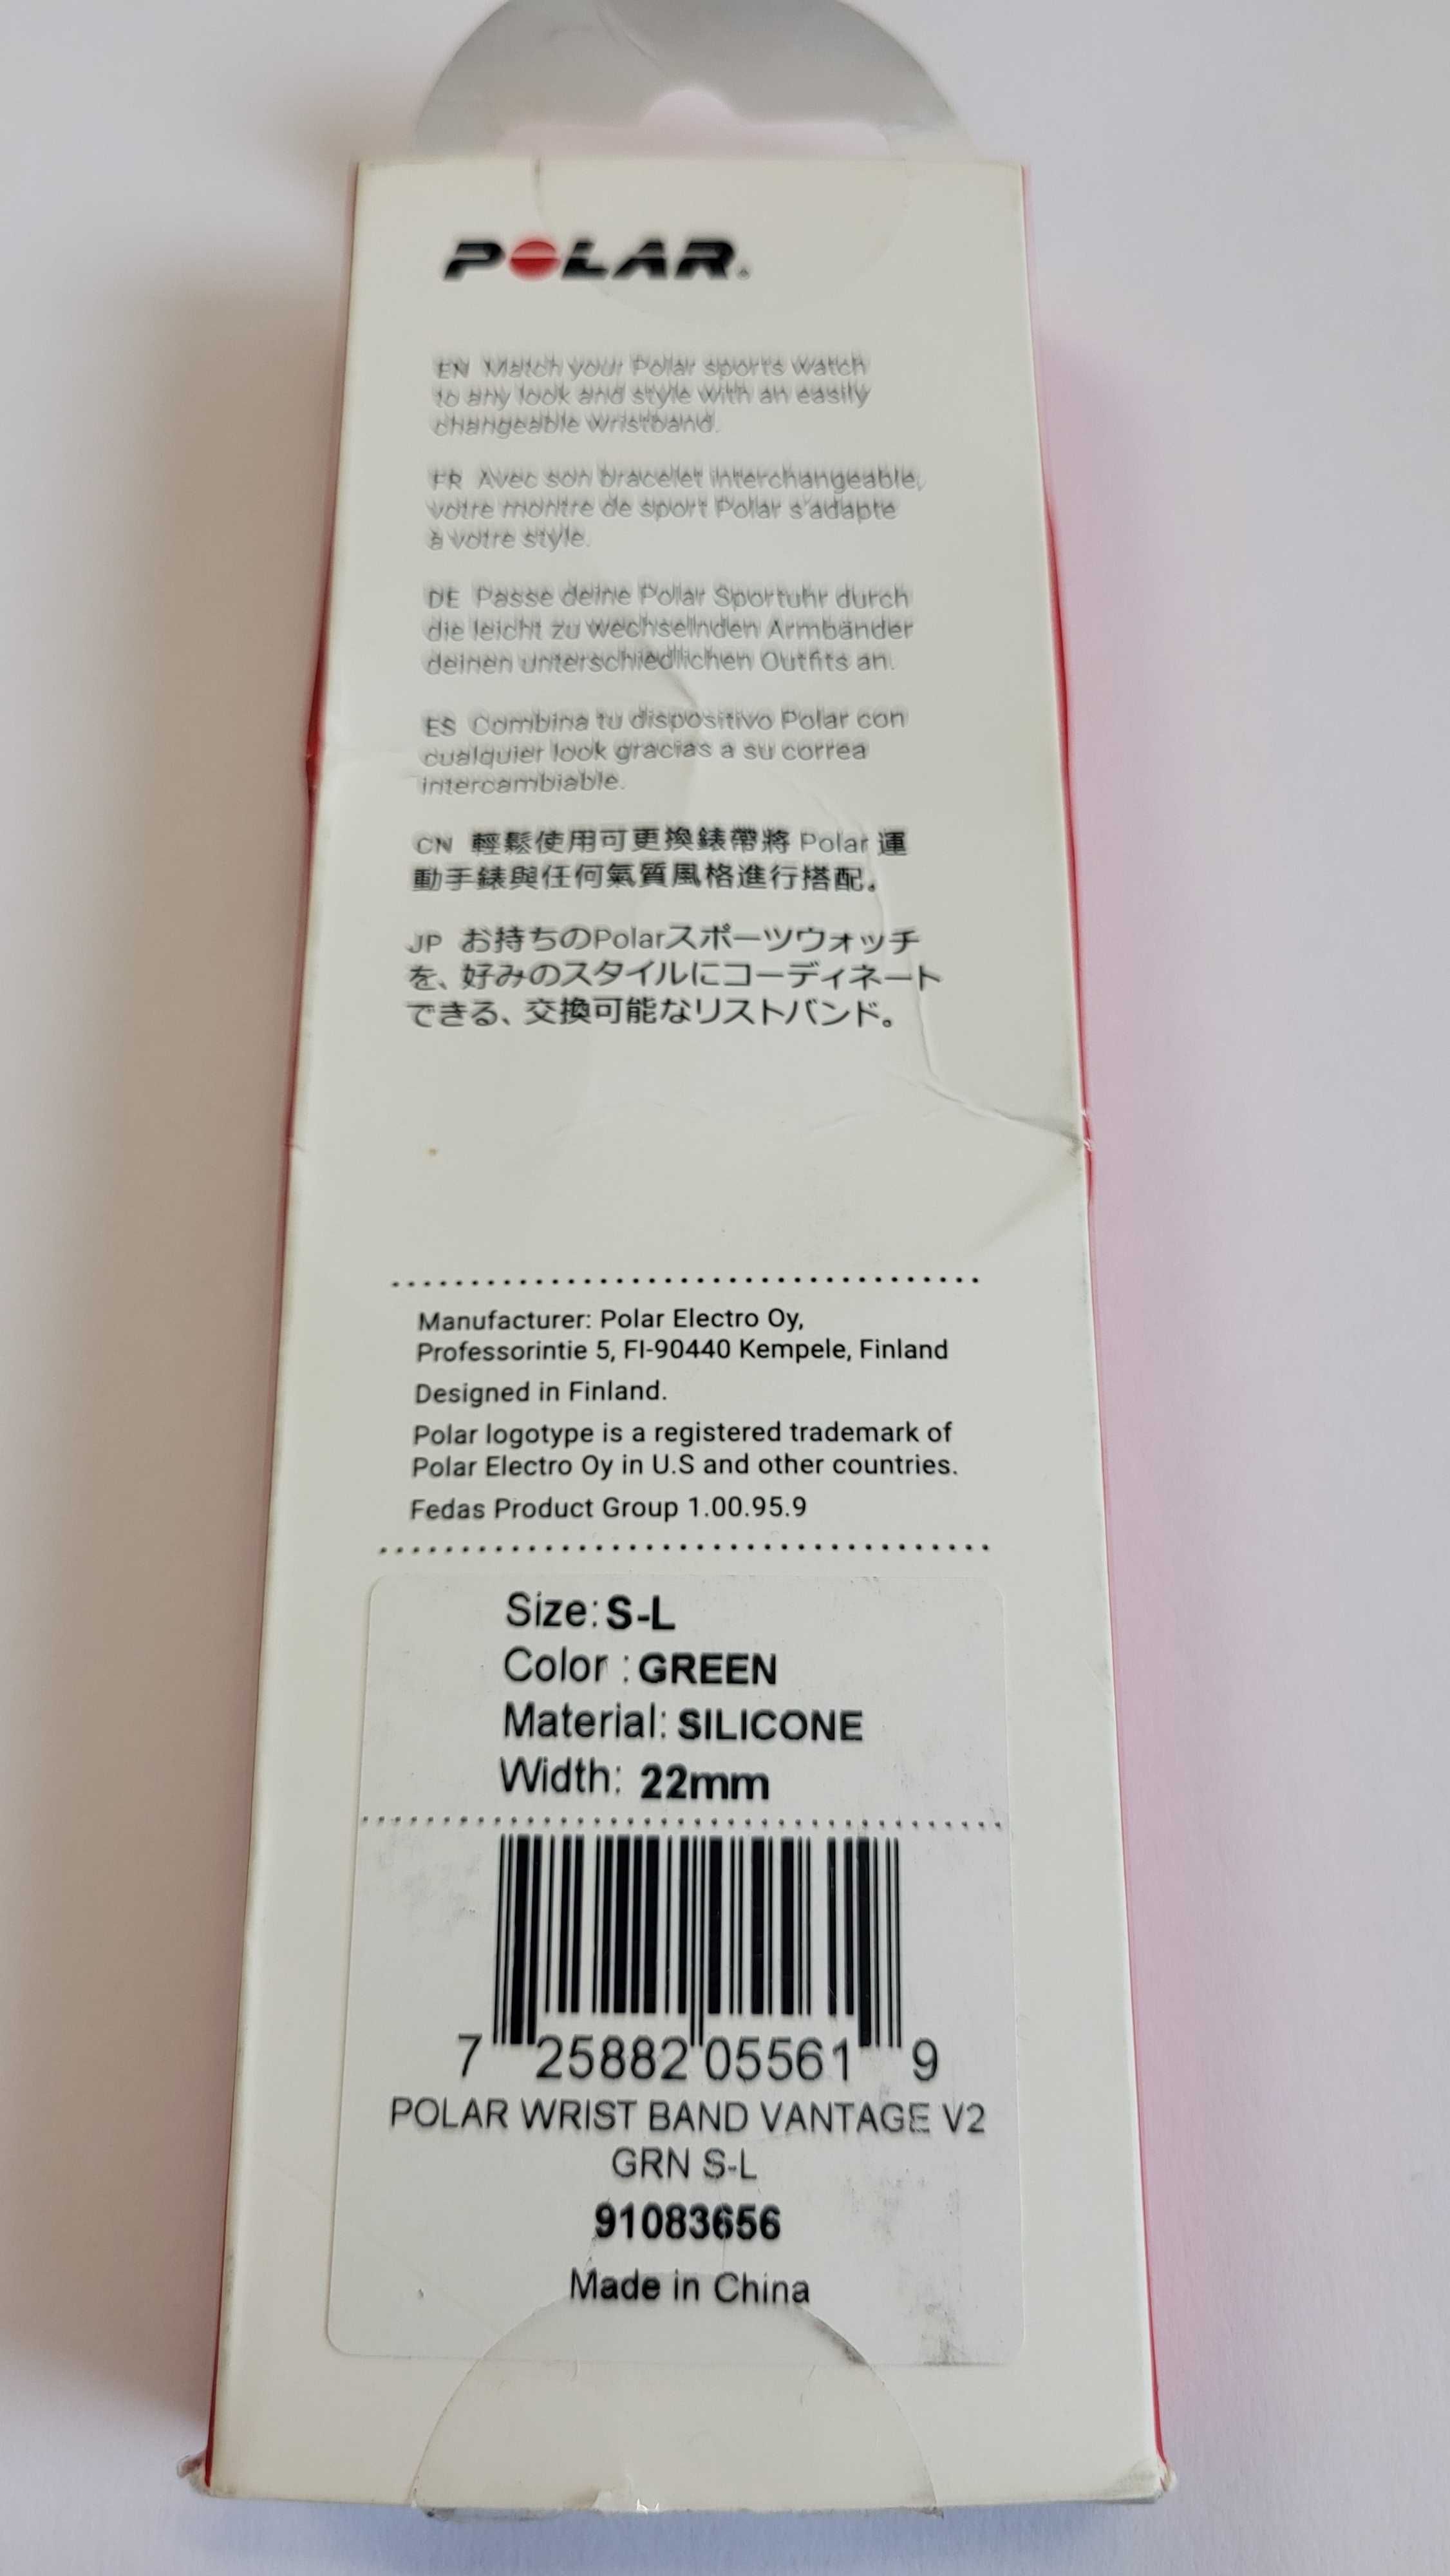 POLAR
EN Match your Polar sports watch
to any look and style with an easily
changeable wristband.
FR Avec son bracelet interchangeable,
votre montre de sport Polar s'adapte
à votre style.
DE Passe deine Polar Sportuhr durch
die leicht zu wechselnden Armbänder
deinen unterschiedlichen Outfits an.
ES Combina tu dispositivo Polar con
cualquier look gracias a su correa
intercambiable.
CN 輕鬆使用可更換錶帶將 Polar 運
動手錶與任何氣質風格進行搭配。
JP お持ちのPolarスポーツウォッチ
を、好みのスタイルにコーディネート
できる、交換可能なリストバンド。
Manufacturer: Polar Electro Oy,
Professorintie 5, FI-90440 Kempele, Finland
Designed in Finland.
Polar logotype is a registered trademark of
Polar Electro Oy in U.S and other countries.
Fedas Product Group 1.00.95.9
Size: S-L
Color : GREEN
Material: SILICONE
Width: 22mm
7 25882 05561 9
POLAR WRIST BAND VANTAGE V2
GRN S-L
91083656
Made in China